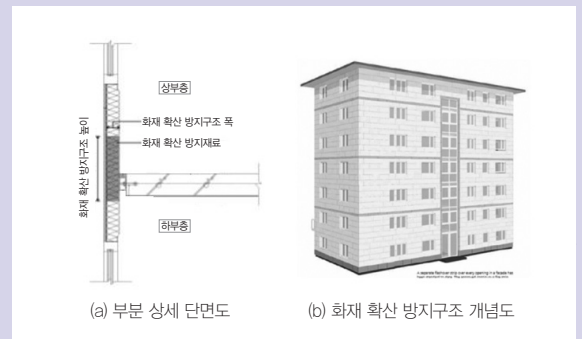 상부층
화재 확산 방지구조 폭
화재 확산 방지재료
화재 확산 방지구조 높이
하부층
(a) 부분 상세 단면도
(b) 화재 확산 방지구조 개념도